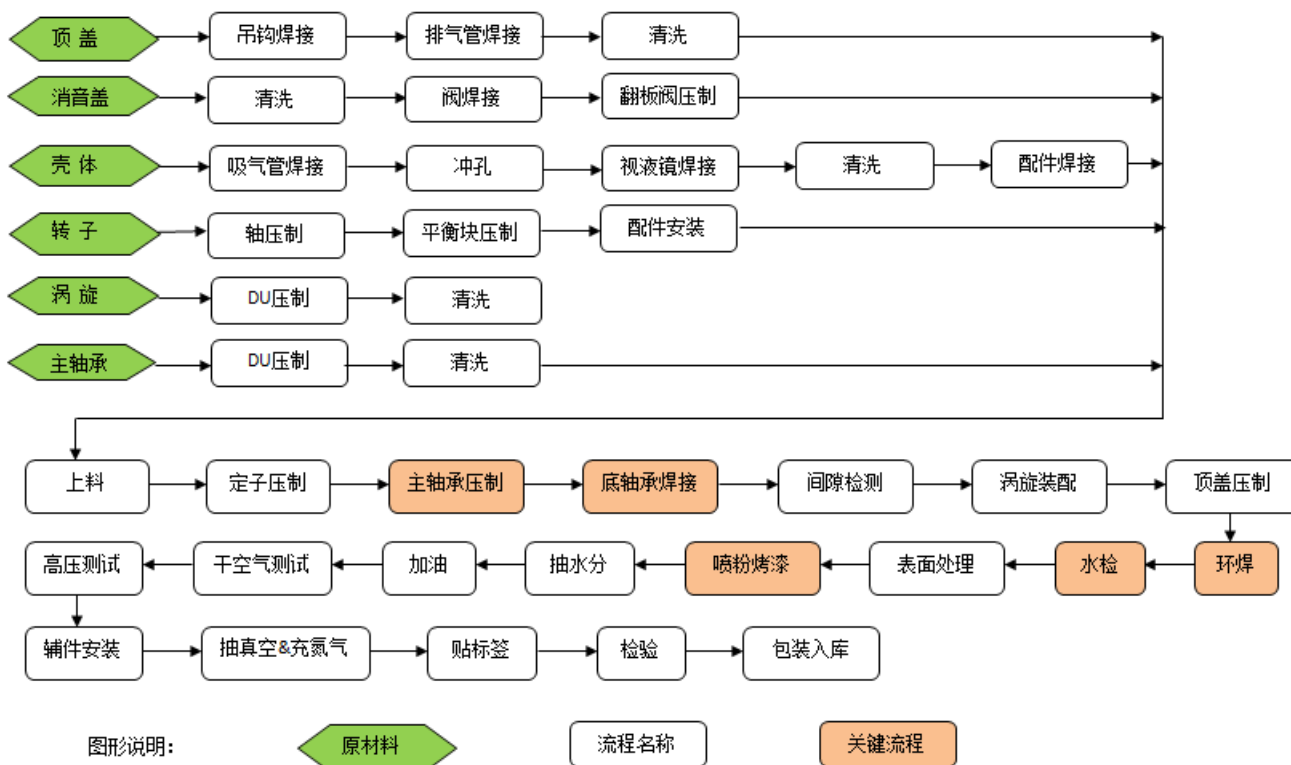 顶 盖 吊钩焊接 排气管焊接 清洗
消音盖 清洗 阀焊接 翻板阀压制
壳 体 吸气管焊接 冲孔 视液镜焊接 清洗 配件焊接
转 子 轴压制 平衡块压制 配件安装
涡 旋 DU压制 清洗
主轴承 DU压制 清洗
上料 定子压制 主轴承压制 底轴承焊接 间隙检测 涡旋装配 顶盖压制
高压测试 干空气测试 加油 抽水分 喷粉烤漆 表面处理 水检 环焊
辅件安装 抽真空&充氮气 贴标签 检验 包装入库
图形说明： 原材料 流程名称 关键流程